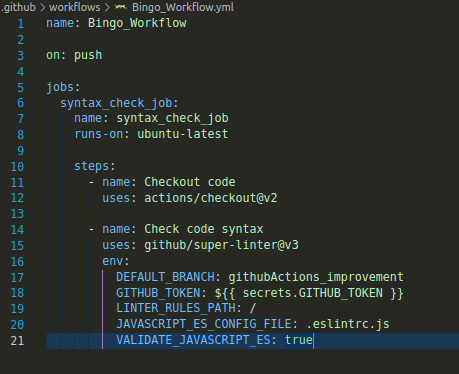 .github > workflows > Bingo_Workflow.yml
1 name: Bingo_Workflow
2
3 on: push
4
5 jobs:
6 syntax_check_job:
7 name: syntax_check_job
8 runs-on: ubuntu-latest
9
10 steps:
11 - name: Checkout code
12 uses: actions/checkout@v2
13
14 - name: Check code syntax
15 uses: github/super-linter@v3
16 env:
17 DEFAULT_BRANCH: githubActions_improvement
18 GITHUB_TOKEN: ${{ secrets.GITHUB_TOKEN }}
19 LINTER_RULES_PATH: /
20 JAVASCRIPT_ES_CONFIG_FILE: .eslintrc.js
21 VALIDATE_JAVASCRIPT_ES: true